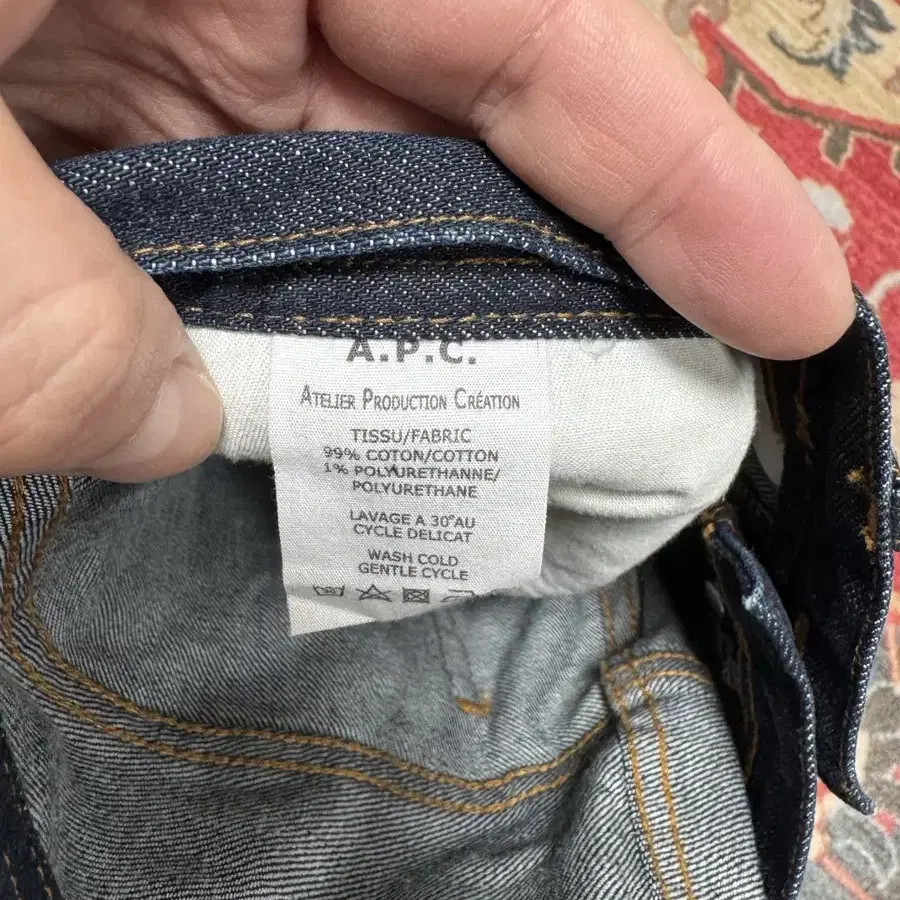 A.P.C.
ATELIER PRODUCTION CRÉATION
TISSU/FABRIC
99% COTON/COTTON
1% POLYURETHANNE/
POLYURETHANE
LAVAGE A 30°AU
CYCLE DELICAT
WASH COLD
GENTLE CYCLE